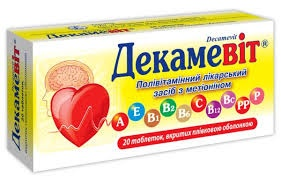 Decamevit
Декамевіт®
Полівітамінний лікарський
засіб з метіоніном
A E B1 B2 B6 C B12 Bc PP P
20 таблеток, вкритих плівковою оболонкою